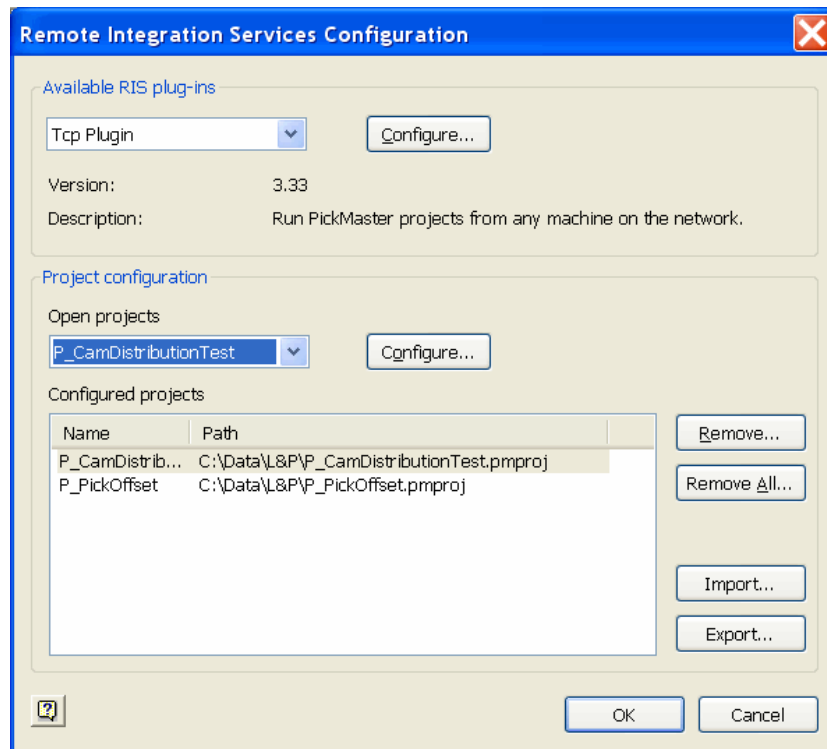 Remote Integration Services Configuration
Available RIS plug-ins
Tcp Plugin
Configure...
Version: 3.33
Description: Run PickMaster projects from any machine on the network.
Project configuration
Open projects
P_CamDistributionTest
Configure...
Configured projects
Name Path
P_CamDistrib... C:\Data\L&P\P_CamDistributionTest.pmproj
P_PickOffset C:\Data\L&P\P_PickOffset.pmproj
Remove...
Remove All...
Import...
Export...
?
OK
Cancel